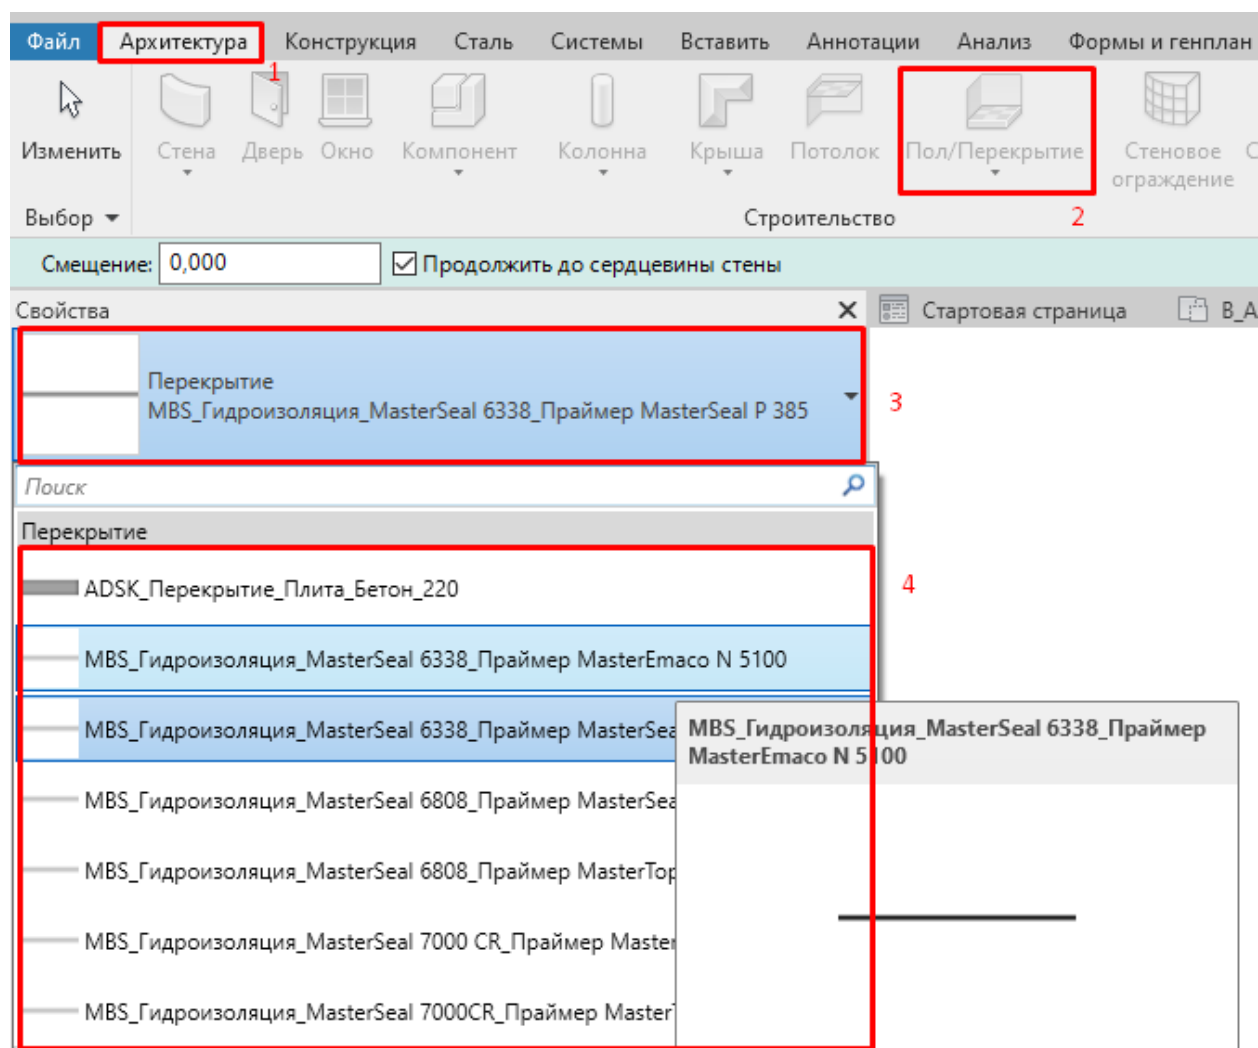 Файл Архитектура Конструкция Сталь Системы Вставить Аннотации Анализ Формы и генплан
1
Изменить Стена Дверь Окно Компонент Колонна Крыша Потолок Пол/Перекрытие Стеновое ограждение С
Выбор Строительство 2
Смещение: 0,000 Продолжить до сердцевины стены
Свойства Стартовая страница B_A
Перекрытие
MBS_Гидроизоляция_MasterSeal 6338_Праймер MasterSeal P 385
3
Поиск
Перекрытие
ADSK_Перекрытие_Плита_Бетон_220
4
MBS_Гидроизоляция_MasterSeal 6338_Праймер MasterEmaco N 5100
MBS_Гидроизоляция_MasterSeal 6338_Праймер MasterSea
MBS_Гидроизоляция_MasterSeal 6338_Праймер
MasterEmaco N 5100
MBS_Гидроизоляция_MasterSeal 6808_Праймер MasterSea
MBS_Гидроизоляция_MasterSeal 6808_Праймер MasterTop
MBS_Гидроизоляция_MasterSeal 7000 CR_Праймер Master
MBS_Гидроизоляция_MasterSeal 7000CR_Праймер MasterT